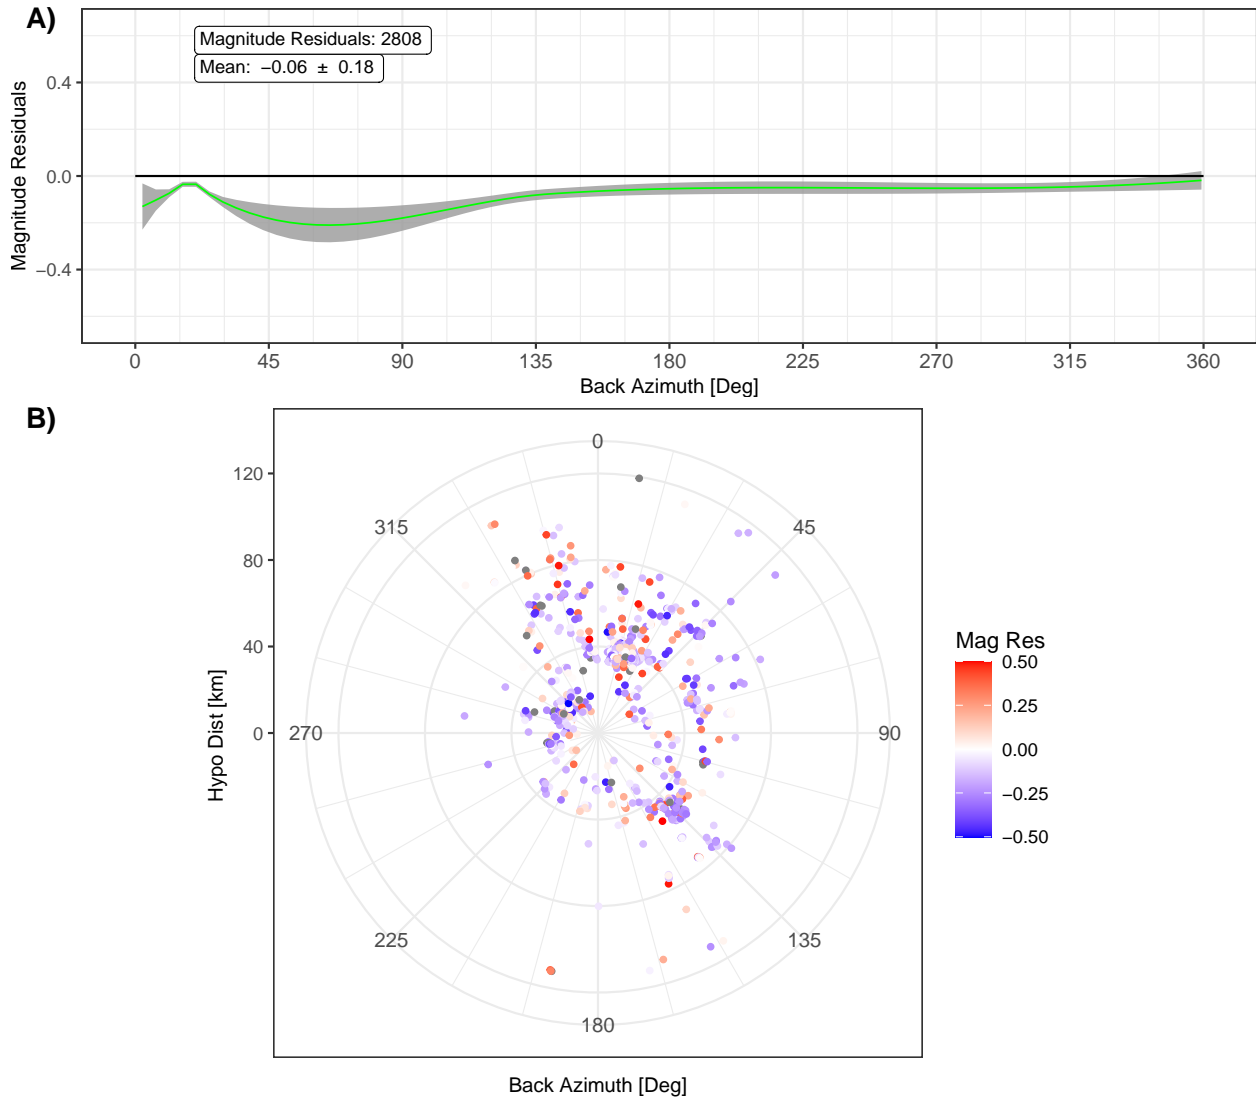 A)
Magnitude Residuals: 2808
Mean: −0.06 ± 0.18
Magnitude Residuals
0.4
0.0
−0.4
0 45 90 135 180 225 270 315 360
Back Azimuth [Deg]
B)
Hypo Dist [km]
120
80
40
0
0
45
90
135
180
225
270
315
Back Azimuth [Deg]
Mag Res
0.50
0.25
0.00
−0.25
−0.50